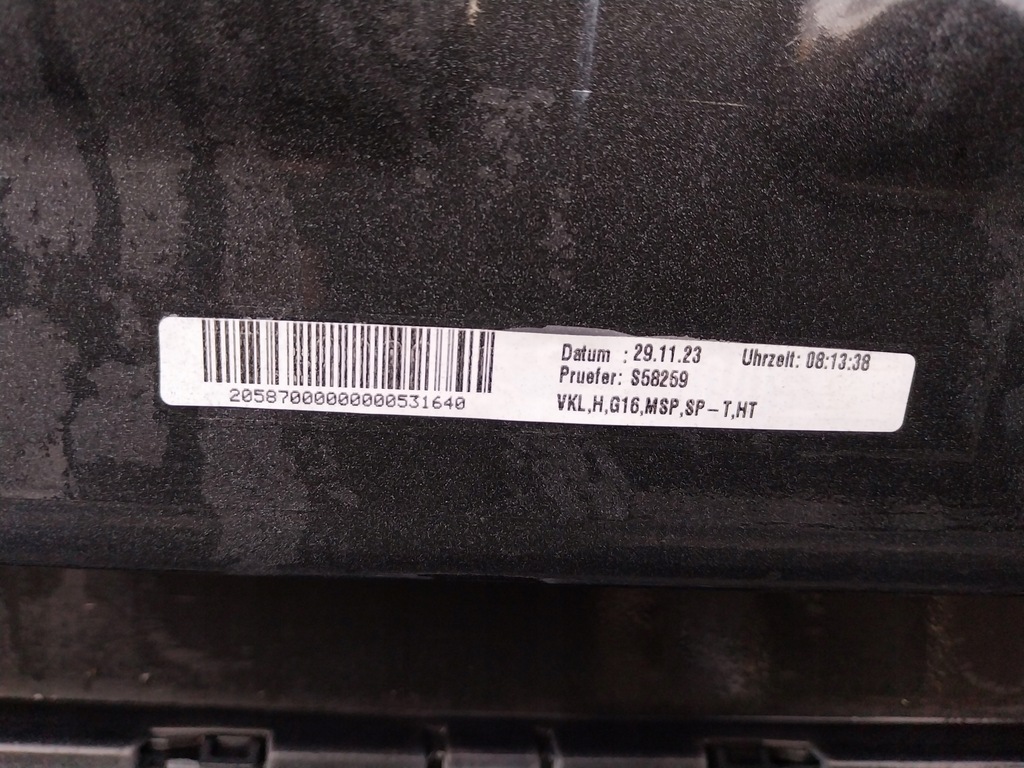 Datum : 29.11.23 Uhrzeit: 08:13:38
Pruefer: S58259
VKL,H,G16,MSP,SP-T,HT
20587000000000531640